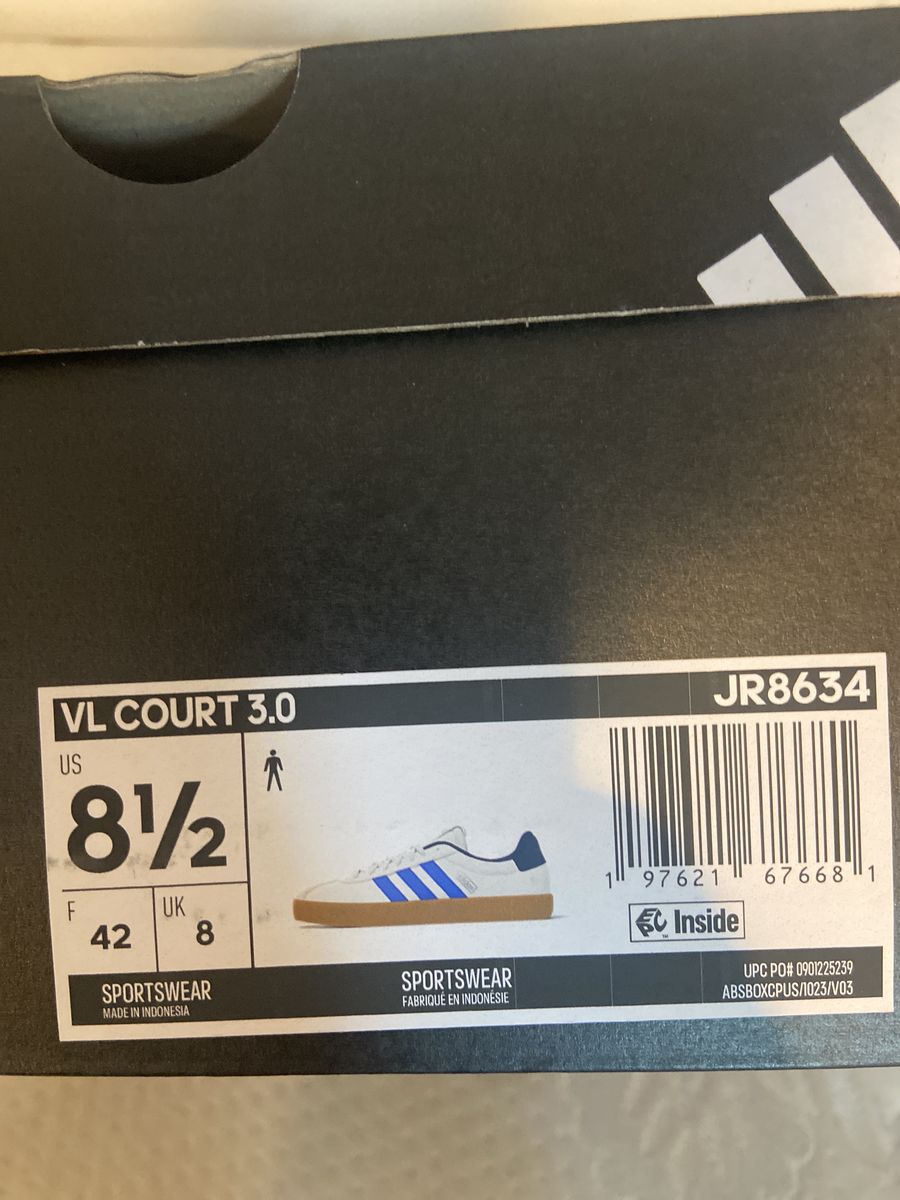 VL COURT 3.0
JR8634
US
8½
F
42
UK
8
1 97621 67668 1
EPC™ Inside
SPORTSWEAR
MADE IN INDONESIA
SPORTSWEAR
FABRIQUÉ EN INDONÉSIE
UPC PO# 0901225239
ABSBOXCPUS/1023/V03